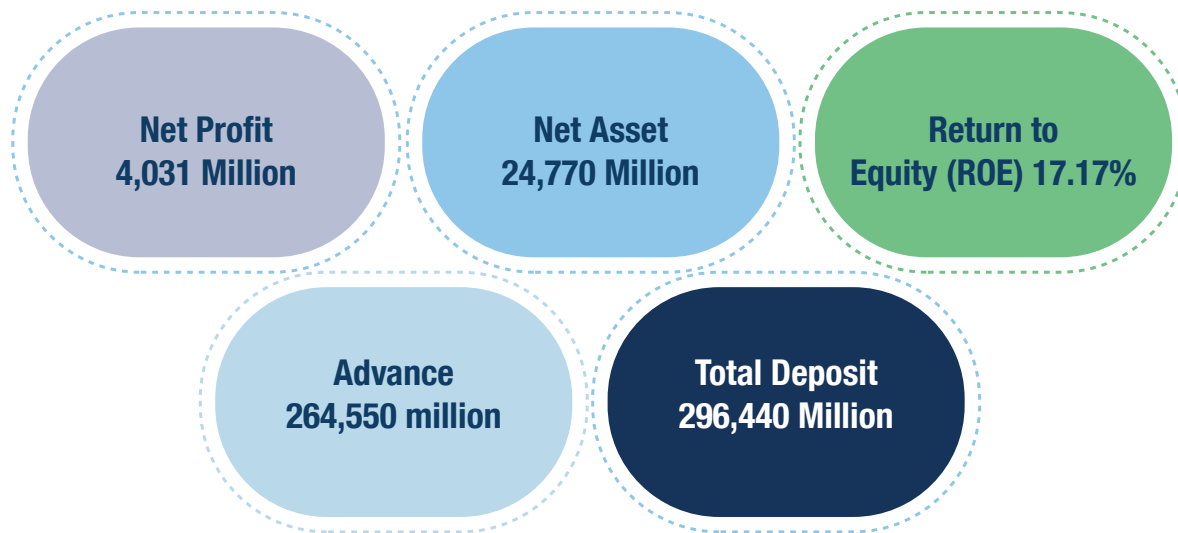 Net Profit
4,031 Million
Net Asset
24,770 Million
Return to
Equity (ROE) 17.17%
Advance
264,550 million
Total Deposit
296,440 Million